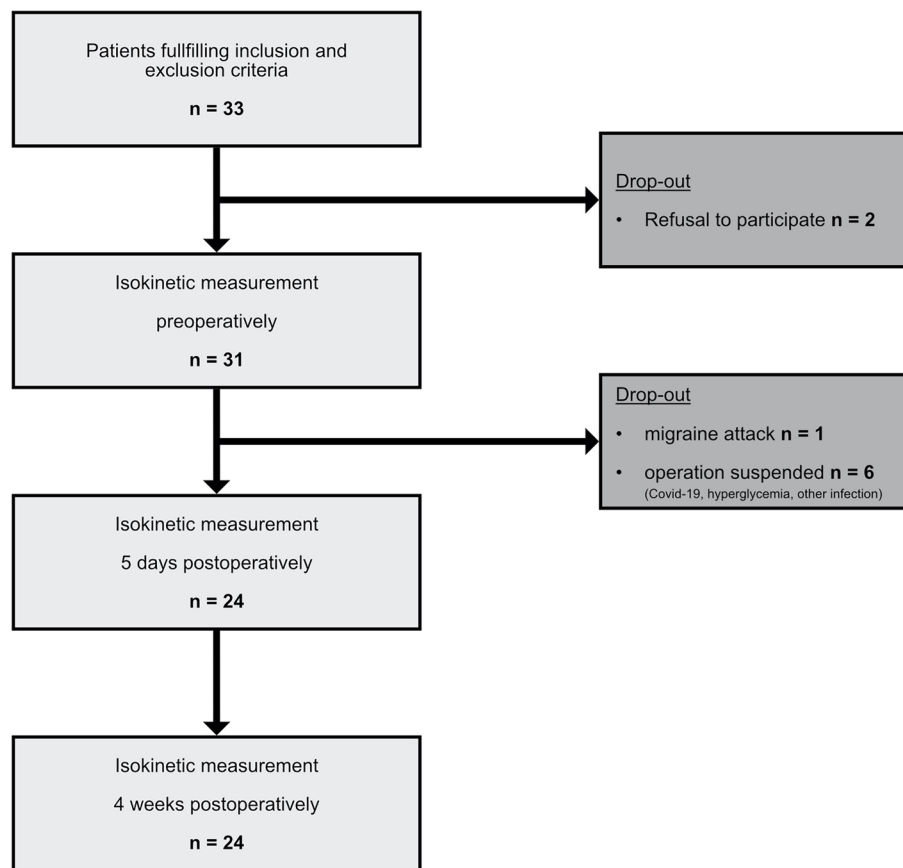 Patients fullfilling inclusion and
exclusion criteria
n = 33
Drop-out
• Refusal to participate n = 2
Isokinetic measurement
preoperatively
n = 31
Drop-out
• migraine attack n = 1
• operation suspended n = 6
(Covid-19, hyperglycemia, other infection)
Isokinetic measurement
5 days postoperatively
n = 24
Isokinetic measurement
4 weeks postoperatively
n = 24